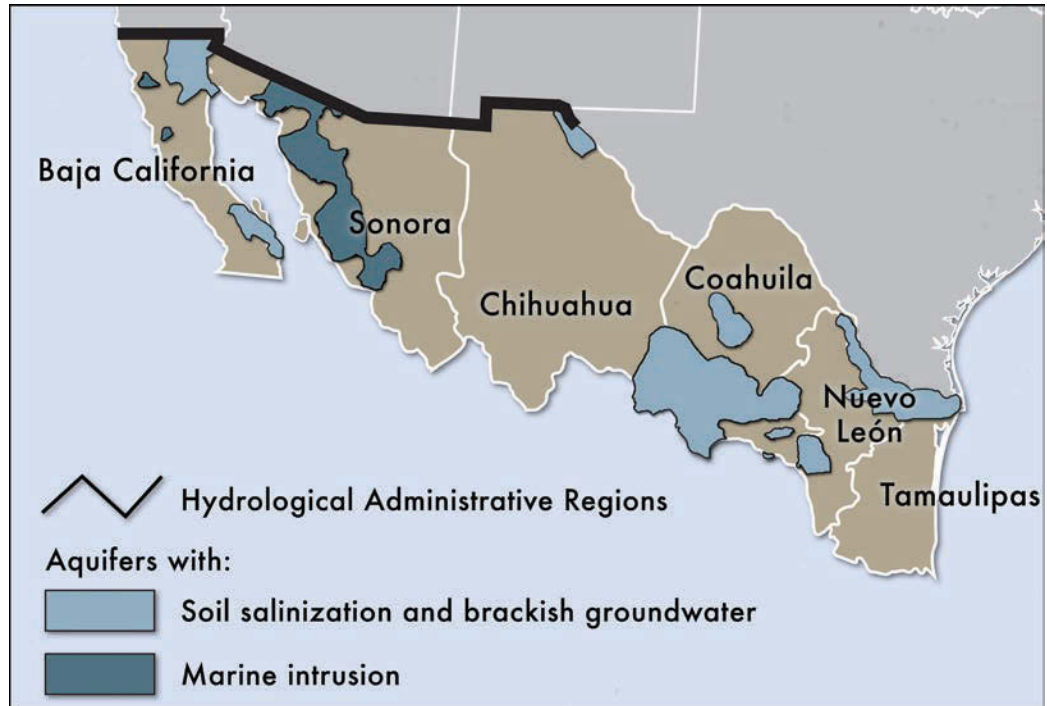 Baja California
Sonora
Chihuahua
Coahuila
Nuevo
León
Tamaulipas
Hydrological Administrative Regions
Aquifers with:
Soil salinization and brackish groundwater
Marine intrusion